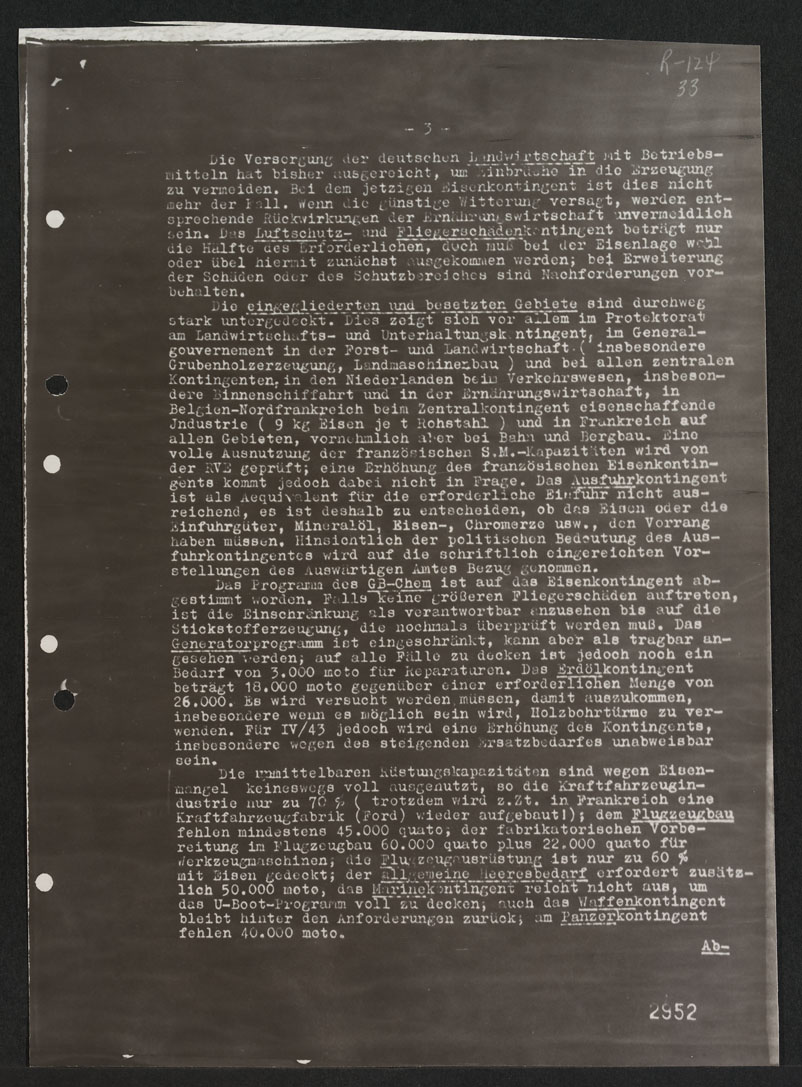 R-124
33
- 3 -
Die Versorgung der deutschen Landwirtschaft mit Betriebs-
mitteln hat bisher ausgereicht, um Einbrüche in die Erzeugung
zu vermeiden. Bei dem jetzigen Eisenkontingent ist dies nicht
mehr der Fall. Wenn die günstige Witterung versagt, werden ent-
sprechende Rückwirkungen der Ernährungswirtschaft unvermeidlich
sein. Das Luftschutz- und Fliegerschadenkontingent beträgt nur
die Hälfte des Erforderlichen, doch muß bei der Eisenlage wohl
oder übel hiermit zunächst ausgekommen werden; bei Erweiterung
der Schäden oder des Schutzbereiches sind Nachforderungen vor-
behalten.
Die eingegliederten und besetzten Gebiete sind durchweg
stark untergedeckt. Dies zeigt sich vor allem im Protektorat
am Landwirtschafts- und Unterhaltungskontingent, im General-
gouvernement in der Forst- und Landwirtschaft ( insbesondere
Grubenholzerzeugung, Landmaschinenbau ) und bei allen zentralen
Kontingenten, in den Niederlanden beim Verkehrswesen, insbeson-
dere Binnenschiffahrt und in der Ernährungswirtschaft, in
Belgien-Nordfrankreich beim Zentralkontingent eisenschaffende
Jndustrie ( 9 kg Eisen je t Rohstahl ) und in Frankreich auf
allen Gebieten, vornehmlich aber bei Bahn und Bergbau. Eine
volle Ausnutzung der französischen S.M.-Kapazitäten wird von
der RVE geprüft; eine Erhöhung des französischen Eisenkontin-
gents kommt jedoch dabei nicht in Frage. Das Ausfuhrkontingent
ist als Aequivalent für die erforderliche Einfuhr nicht aus-
reichend, es ist deshalb zu entscheiden, ob das Eisen oder die
Einfuhrgüter, Mineralöl, Eisen-, Chromerze usw., den Vorrang
haben müssen. Hinsichtlich der politischen Bedeutung des Aus-
fuhrkontingentes wird auf die schriftlich eingereichten Vor-
stellungen des Auswärtigen Amtes Bezug genommen.
Das Programm des GB-Chem ist auf das Eisenkontingent ab-
gestimmt worden. Falls keine größeren Fliegerschäden auftreten,
ist die Einschränkung als verantwortbar anzusehen bis auf die
Stickstofferzeugung, die nochmals überprüft werden muß. Das
Generatorprogramm ist eingeschränkt, kann aber als tragbar an-
gesehen werden; auf alle Fälle zu decken ist jedoch noch ein
Bedarf von 3.000 moto für Reparaturen. Das Erdölkontingent
beträgt 18.000 moto gegenüber einer erforderlichen Menge von
26.000. Es wird versucht werden müssen, damit auszukommen,
insbesondere wenn es möglich sein wird, Holzbohrtürme zu ver-
wenden. Für IV/43 jedoch wird eine Erhöhung des Kontingents,
insbesondere wegen des steigenden Ersatzbedarfes unabweisbar
sein.
Die unmittelbaren Rüstungskapazitäten sind wegen Eisen-
mangel keineswegs voll ausgenutzt, so die Kraftfahrzeugin-
dustrie nur zu 70 % ( trotzdem wird z.Zt. in Frankreich eine
Kraftfahrzeugfabrik (Ford) wieder aufgebaut!); dem Flugzeugbau
fehlen mindestens 45.000 quato; der fabrikatorischen Vorbe-
reitung im Flugzeugbau 60.000 quato plus 22.000 quato für
Werkzeugmaschinen; die Flugzeugausrüstung ist nur zu 60 %
mit Eisen gedeckt; der allgemeine Heeresbedarf erfordert zusätz-
lich 50.000 moto, das Marinekontingent reicht nicht aus, um
das U-Boot-Programm voll zu decken; auch das Waffenkontingent
bleibt hinter den Anforderungen zurück; am Panzerkontingent
fehlen 40.000 moto.
Ab-
2952